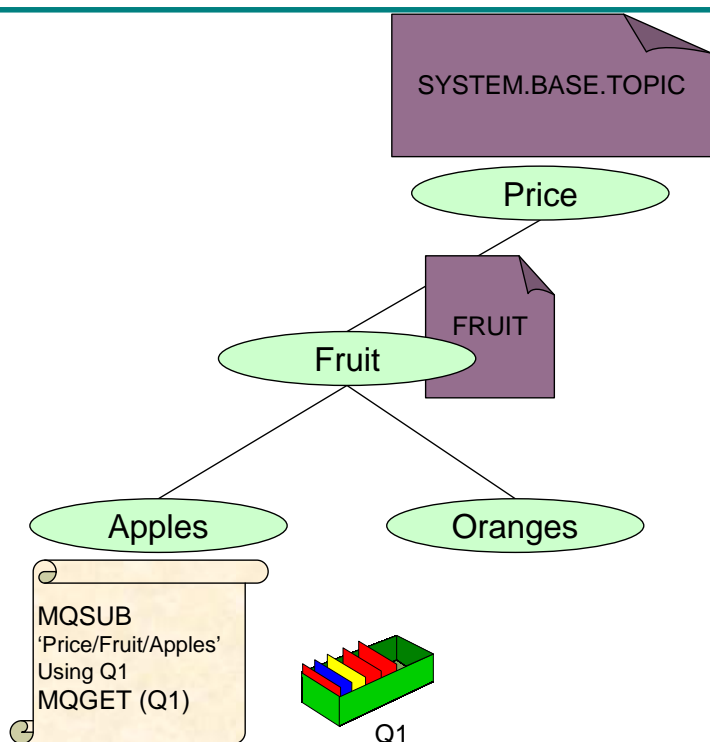 SYSTEM.BASE.TOPIC
Price
FRUIT
Fruit
Apples
Oranges
MQSUB
‘Price/Fruit/Apples’
Using Q1
MQGET (Q1)
Q1